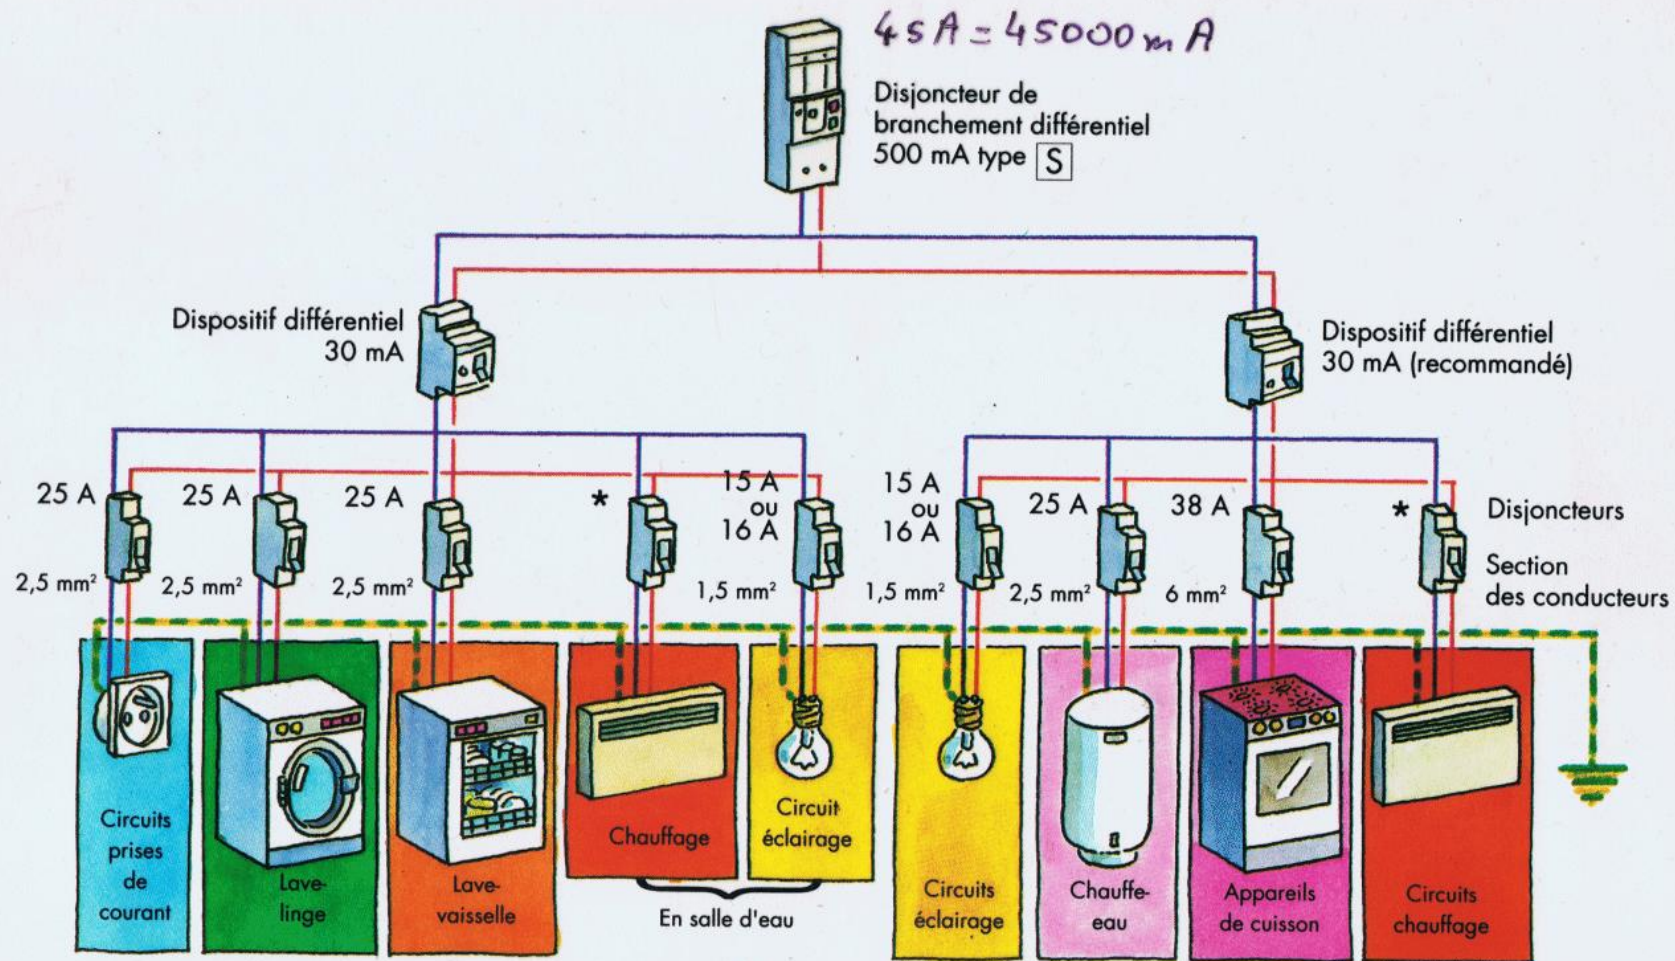 45A = 45000 mA
Disjoncteur de
branchement différentiel
500 mA type S
Dispositif différentiel
30 mA
Dispositif différentiel
30 mA (recommandé)
25 A
25 A
25 A
*
15 A
ou
16 A
15 A
ou
16 A
25 A
38 A
*
Disjoncteurs
2,5 mm²
2,5 mm²
2,5 mm²
1,5 mm²
1,5 mm²
2,5 mm²
6 mm²
Section
des conducteurs
Circuits
prises
de
courant
Lave-
linge
Lave-
vaisselle
Chauffage
Circuit
éclairage
En salle d'eau
Circuits
éclairage
Chauffe-
eau
Appareils
de cuisson
Circuits
chauffage